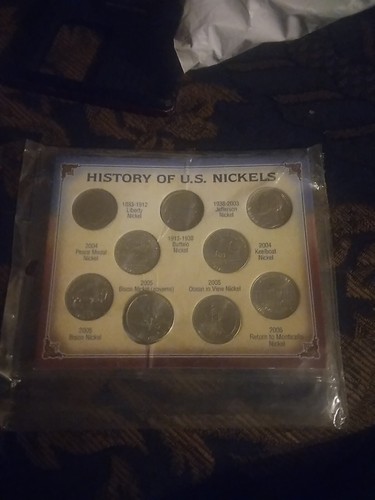 HISTORY OF U.S. NICKELS
1883-1912
Liberty
Nickel
1938-2003
Jefferson
Nickel
1913-1938
Buffalo
Nickel
2004
Peace Medal
Nickel
2004
Keelboat
Nickel
2005
2005
Ocean in View Nickel
2005
Bison Nickel
2006
Return to Monticello
Nickel